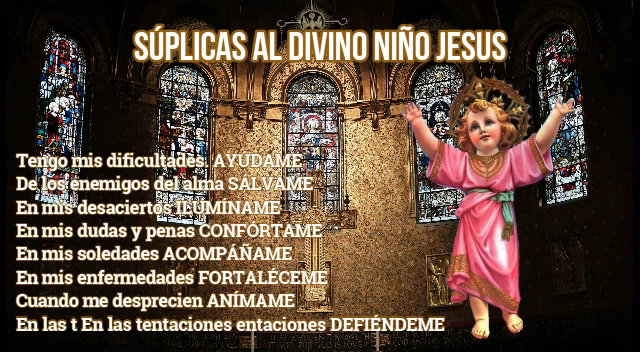 SÚPLICAS AL DIVINO NIÑO JESUS
Tengo mis dificultades. AYUDAME
De los enemigos del alma SÁLVAME
En mis desaciertos ILUMÍNAME
En mis dudas y penas CONFORTAME
En mis soledades ACOMPÁÑAME
En mis enfermedades FORTALÉCEME
Cuando me desprecien ANÍMAME
En las t En las tentaciones entaciones DEFIÉNDEME